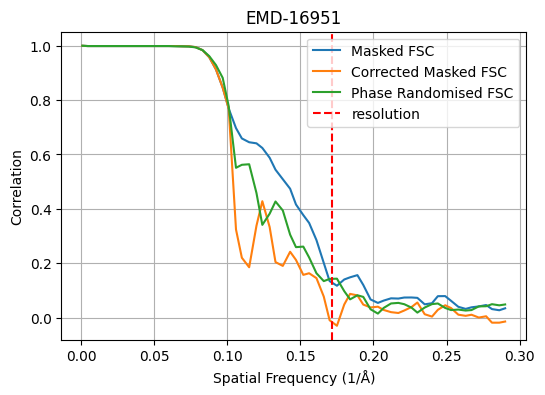 EMD-16951
Masked FSC
Corrected Masked FSC
Phase Randomised FSC
resolution
Correlation
1.0
0.8
0.6
0.4
0.2
0.0
0.00 0.05 0.10 0.15 0.20 0.25 0.30
Spatial Frequency (1/Å)